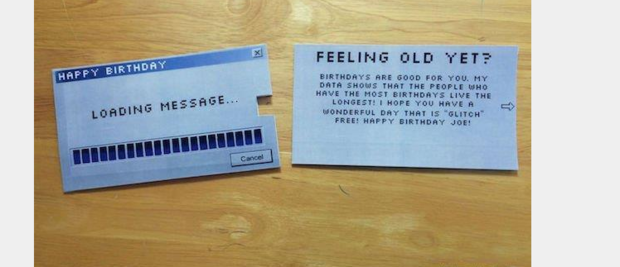 HAPPY BIRTHDAY
LOADING MESSAGE...
Cancel
FEELING OLD YET?
BIRTHDAYS ARE GOOD FOR YOU. MY
DATA SHOWS THAT THE PEOPLE WHO
HAVE THE MOST BIRTHDAYS LIVE THE
LONGEST! I HOPE YOU HAVE A
WONDERFUL DAY THAT IS "GLITCH"
FREE! HAPPY BIRTHDAY JOE!